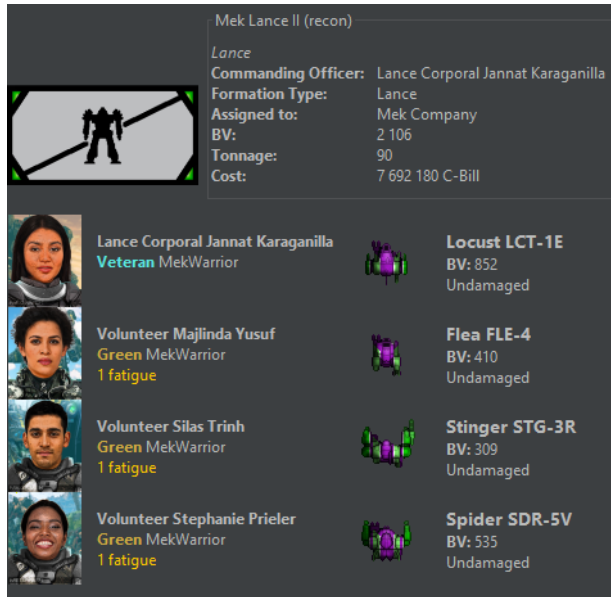 Mek Lance II (recon)
Lance
Commanding Officer: Lance Corporal Jannat Karaganilla
Formation Type: Lance
Assigned to: Mek Company
BV: 2 106
Tonnage: 90
Cost: 7 692 180 C-Bill
Lance Corporal Jannat Karaganilla
Veteran MekWarrior
Locust LCT-1E
BV: 852
Undamaged
Volunteer Majlinda Yusuf
Green MekWarrior
1 fatigue
Flea FLE-4
BV: 410
Undamaged
Volunteer Silas Trinh
Green MekWarrior
1 fatigue
Stinger STG-3R
BV: 309
Undamaged
Volunteer Stephanie Prieler
Green MekWarrior
1 fatigue
Spider SDR-5V
BV: 535
Undamaged